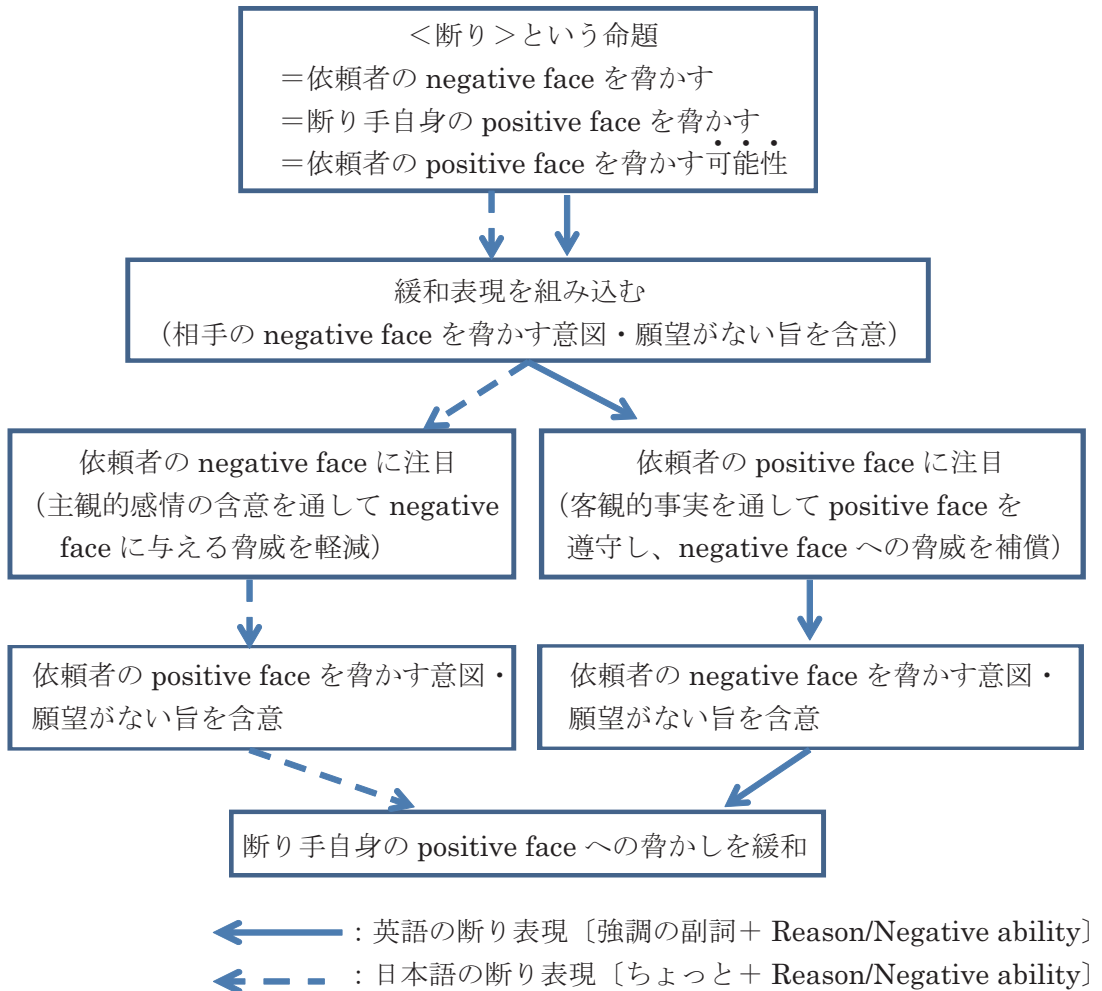 ＜断り＞という命題
＝依頼者の negative face を脅かす
＝断り手自身の positive face を脅かす
＝依頼者の positive face を脅かす可能性
緩和表現を組み込む
（相手の negative face を脅かす意図・願望がない旨を含意）
依頼者の negative face に注目
（主観的感情の含意を通して negative
face に与える脅威を軽減）
依頼者の positive face に注目
（客観的事実を通して positive face を
遵守し、negative face への脅威を補償）
依頼者の positive face を脅かす意図・
願望がない旨を含意
依頼者の negative face を脅かす意図・
願望がない旨を含意
断り手自身の positive face への脅かしを緩和
：英語の断り表現〔強調の副詞＋ Reason/Negative ability〕
：日本語の断り表現〔ちょっと＋ Reason/Negative ability〕